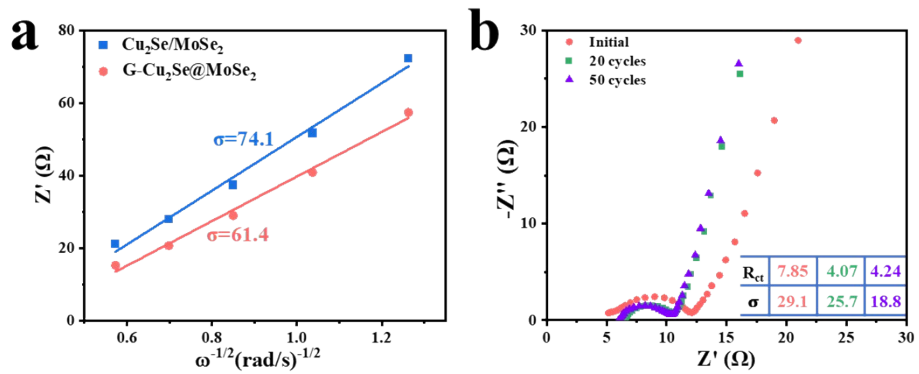 a
80
60
40
20
0
Z' (Ω)
Cu₂Se/MoSe₂
G-Cu₂Se@MoSe₂
σ=74.1
σ=61.4
0.4 0.6 0.8 1.0 1.2
ω⁻¹/²(rad/s)⁻¹/²
b
30
20
10
0
-Z'' (Ω)
Initial
20 cycles
50 cycles
Rct 7.85 4.07 4.24
σ 29.1 25.7 18.8
0 5 10 15 20 25 30
Z' (Ω)